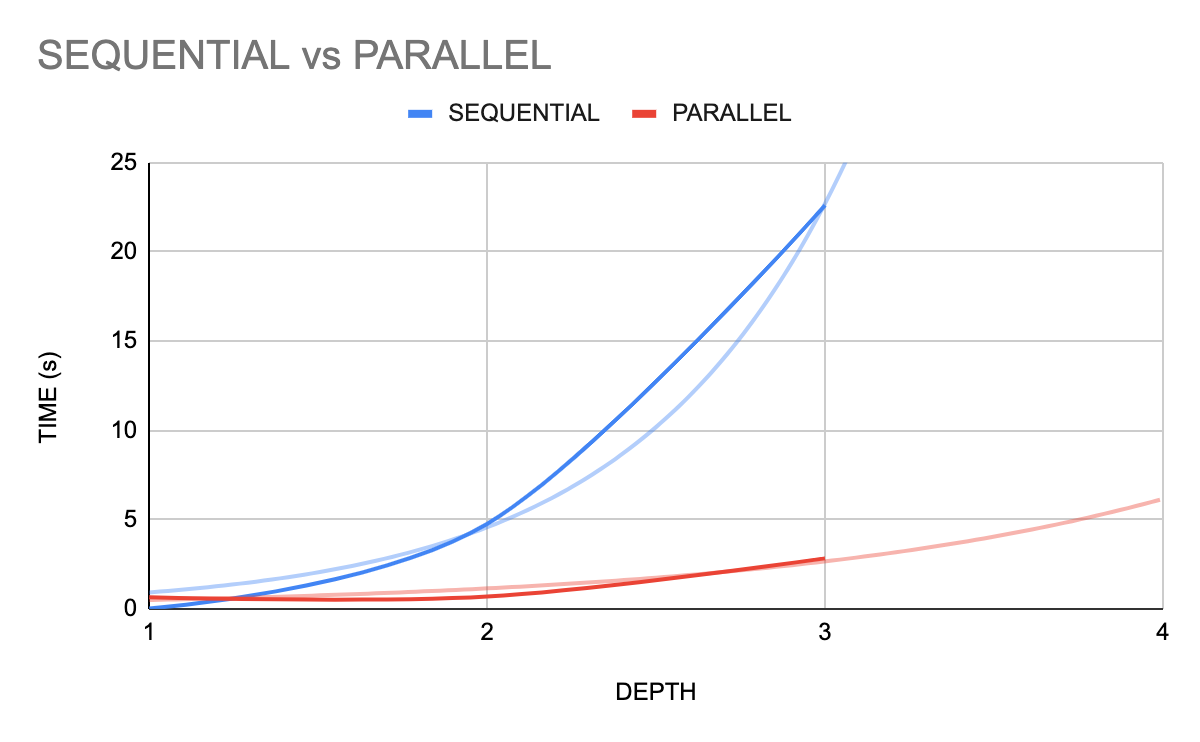 SEQUENTIAL vs PARALLEL
SEQUENTIAL PARALLEL
25
20
15
10
5
0
TIME (s)
1 2 3 4
DEPTH